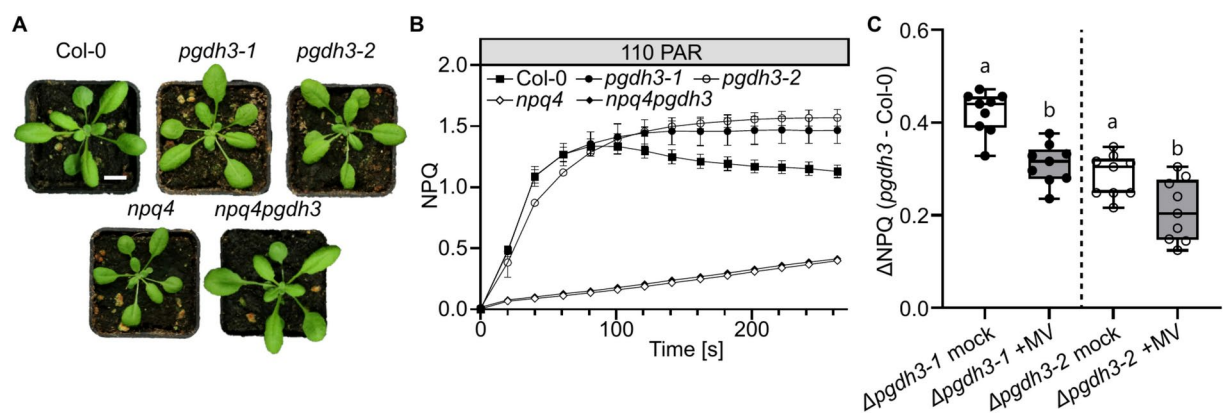 A
Col-0
pgdh3-1
pgdh3-2
npq4
npq4pgdh3
B
110 PAR
Col-0 pgdh3-1 pgdh3-2
npq4 npq4pgdh3
NPQ
2.0
1.5
1.0
0.5
0.0
0 100 200
Time [s]
C
ΔNPQ (pgdh3 - Col-0)
0.6
0.4
0.2
0.0
a
b
a
b
Δpgdh3-1 mock
Δpgdh3-1 +MV
Δpgdh3-2 mock
Δpgdh3-2 +MV